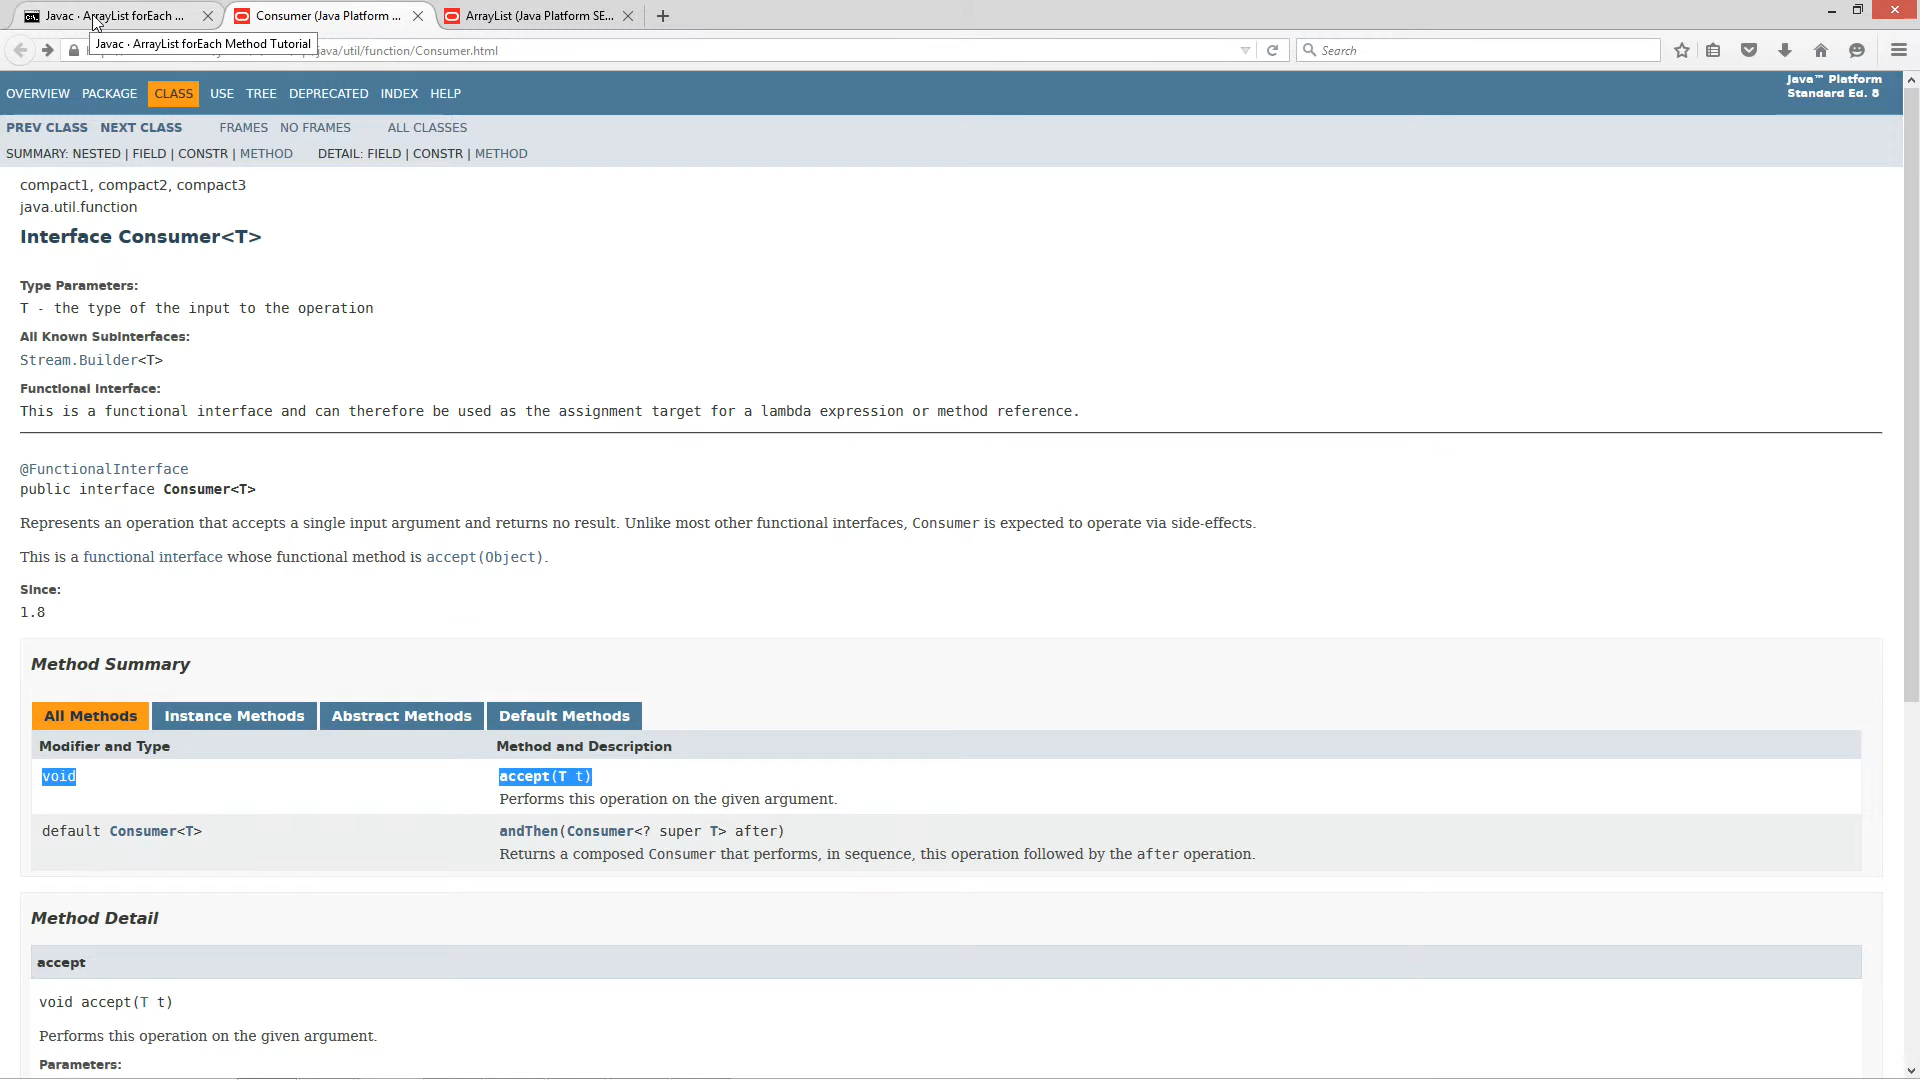 Javac · ArrayList forEach ...
Consumer (Java Platform ...
ArrayList (Java Platform SE...
Javac · ArrayList forEach Method Tutorial
java/util/function/Consumer.html
Search
OVERVIEW PACKAGE CLASS USE TREE DEPRECATED INDEX HELP
Java™ Platform
Standard Ed. 8
PREV CLASS NEXT CLASS FRAMES NO FRAMES ALL CLASSES
SUMMARY: NESTED | FIELD | CONSTR | METHOD DETAIL: FIELD | CONSTR | METHOD
compact1, compact2, compact3
java.util.function
Interface Consumer<T>
Type Parameters:
T - the type of the input to the operation
All Known Subinterfaces:
Stream.Builder<T>
Functional Interface:
This is a functional interface and can therefore be used as the assignment target for a lambda expression or method reference.
@FunctionalInterface
public interface Consumer<T>
Represents an operation that accepts a single input argument and returns no result. Unlike most other functional interfaces, Consumer is expected to operate via side-effects.
This is a functional interface whose functional method is accept(Object).
Since:
1.8
Method Summary
All Methods Instance Methods Abstract Methods Default Methods
Modifier and Type Method and Description
void accept(T t)
Performs this operation on the given argument.
default Consumer<T> andThen(Consumer<? super T> after)
Returns a composed Consumer that performs, in sequence, this operation followed by the after operation.
Method Detail
accept
void accept(T t)
Performs this operation on the given argument.
Parameters: